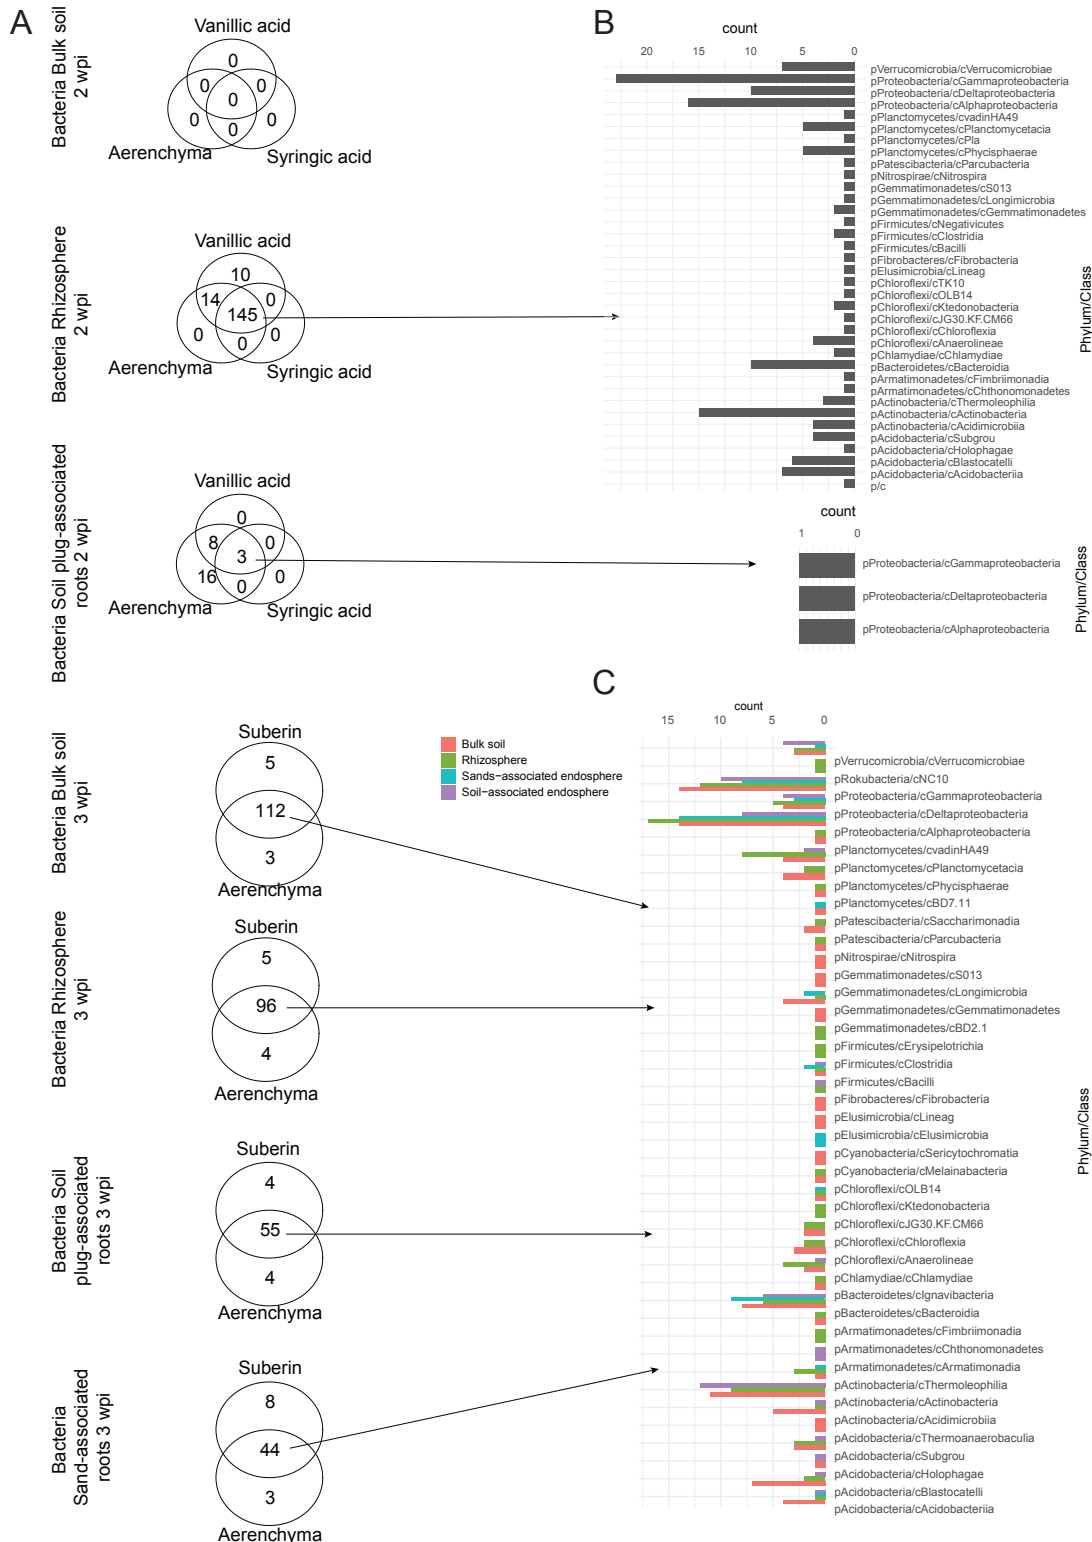 A
Bacteria Bulk soil
2 wpi
Vanillic acid
0
0
0
0
0
0
0
Aerenchyma
Syringic acid
Bacteria Rhizosphere
2 wpi
Vanillic acid
10
14
0
145
0
0
0
Aerenchyma
Syringic acid
Bacteria Soil plug-associated
roots 2 wpi
Vanillic acid
0
8
0
3
16
0
0
Aerenchyma
Syringic acid
Bacteria Bulk soil
3 wpi
Suberin
5
112
3
Aerenchyma
Bacteria Rhizosphere
3 wpi
Suberin
5
96
4
Aerenchyma
Bacteria Soil
plug-associated
roots 3 wpi
Suberin
4
55
4
Aerenchyma
Bacteria
Sand-associated
roots 3 wpi
Suberin
8
44
3
Aerenchyma
B
count
20 15 10 5 0
pVerrucomicrobia/cVerrucomicrobiae
pProteobacteria/cGammaproteobacteria
pProteobacteria/cDeltaproteobacteria
pProteobacteria/cAlphaproteobacteria
pPlanctomycetes/cvadinHA49
pPlanctomycetes/cPlanctomycetacia
pPlanctomycetes/cPla
pPlanctomycetes/cPhycisphaerae
pPatescibacteria/cParcubacteria
pNitrospirae/cNitrospira
pGemmatimonadetes/cS013
pGemmatimonadetes/cLongimicrobia
pGemmatimonadetes/cGemmatimonadetes
pFirmicutes/cNegativicutes
pFirmicutes/cClostridia
pFirmicutes/cBacilli
pFibrobacteres/cFibrobacteria
pElusimicrobia/cLineag
pChloroflexi/cTK10
pChloroflexi/cOLB14
pChloroflexi/cKtedonobacteria
pChloroflexi/cJG30.KF.CM66
pChloroflexi/cChloroflexia
pChloroflexi/cAnaerolineae
pChlamydiae/cChlamydiae
pBacteroidetes/cBacteroidia
pArmatimonadetes/cFimbriimonadia
pArmatimonadetes/cChthonomonadetes
pActinobacteria/cThermoleophilia
pActinobacteria/cActinobacteria
pActinobacteria/cAcidimicrobiia
pAcidobacteria/cSubgrou
pAcidobacteria/cHolophagae
pAcidobacteria/cBlastocatelli
pAcidobacteria/cAcidobacteriia
p/c
Phylum/Class
count
1 0
pProteobacteria/cGammaproteobacteria
pProteobacteria/cDeltaproteobacteria
pProteobacteria/cAlphaproteobacteria
Phylum/Class
C
Bulk soil
Rhizosphere
Sands-associated endosphere
Soil-associated endosphere
count
15 10 5 0
pVerrucomicrobia/cVerrucomicrobiae
pRokubacteria/cNC10
pProteobacteria/cGammaproteobacteria
pProteobacteria/cDeltaproteobacteria
pProteobacteria/cAlphaproteobacteria
pPlanctomycetes/cvadinHA49
pPlanctomycetes/cPlanctomycetacia
pPlanctomycetes/cPhycisphaerae
pPlanctomycetes/cBD7.11
pPatescibacteria/cSaccharimonadia
pPatescibacteria/cParcubacteria
pNitrospirae/cNitrospira
pGemmatimonadetes/cS013
pGemmatimonadetes/cLongimicrobia
pGemmatimonadetes/cGemmatimonadetes
pGemmatimonadetes/cBD2.1
pFirmicutes/cErysipelotrichia
pFirmicutes/cClostridia
pFirmicutes/cBacilli
pFibrobacteres/cFibrobacteria
pElusimicrobia/cLineag
pElusimicrobia/cElusimicrobia
pCyanobacteria/cSericytochromatia
pCyanobacteria/cMelainabacteria
pChloroflexi/cOLB14
pChloroflexi/cKtedonobacteria
pChloroflexi/cJG30.KF.CM66
pChloroflexi/cChloroflexia
pChloroflexi/cAnaerolineae
pChlamydiae/cChlamydiae
pBacteroidetes/cIgnavibacteria
pBacteroidetes/cBacteroidia
pArmatimonadetes/cFimbriimonadia
pArmatimonadetes/cChthonomonadetes
pArmatimonadetes/cArmatimonadia
pActinobacteria/cThermoleophilia
pActinobacteria/cActinobacteria
pActinobacteria/cAcidimicrobiia
pAcidobacteria/cThermoanaerobaculia
pAcidobacteria/cSubgrou
pAcidobacteria/cHolophagae
pAcidobacteria/cBlastocatelli
pAcidobacteria/cAcidobacteriia
Phylum/Class